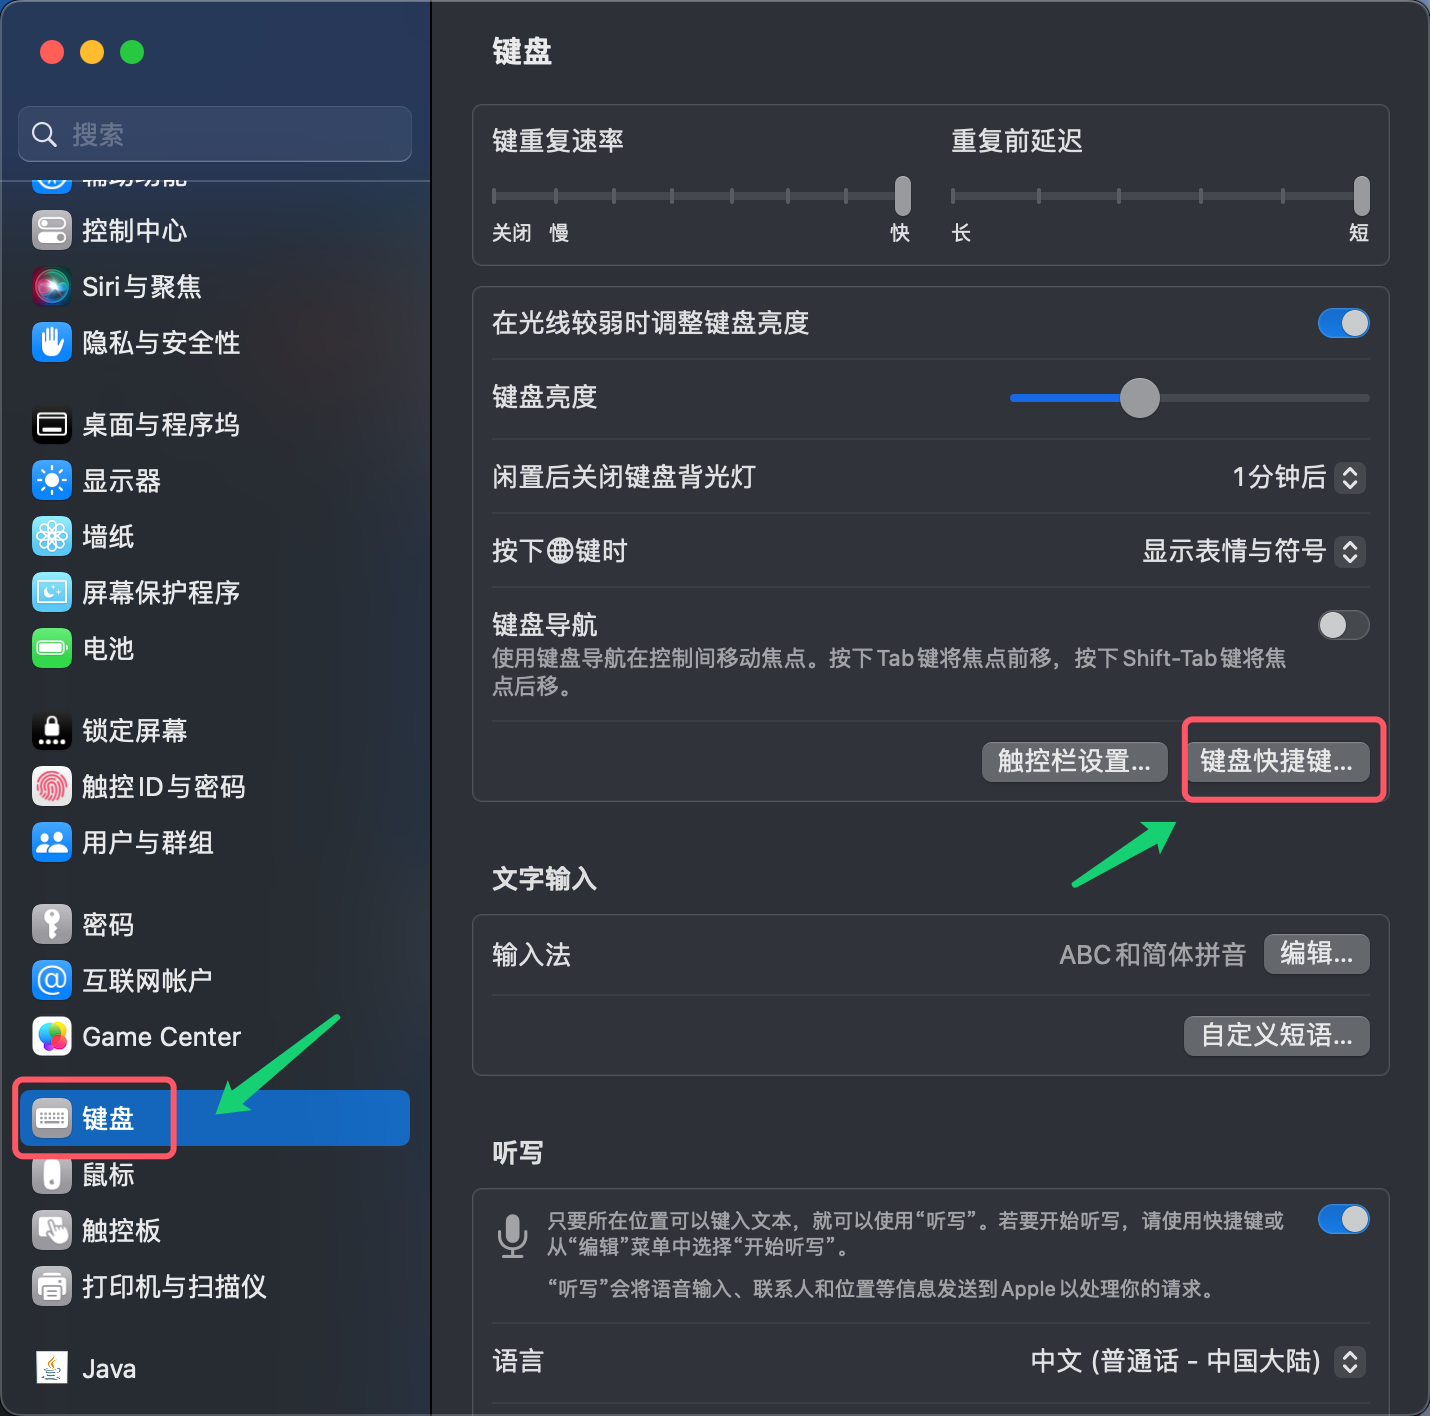 搜索
辅助功能
控制中心
Siri与聚焦
隐私与安全性
桌面与程序坞
显示器
墙纸
屏幕保护程序
电池
锁定屏幕
触控ID与密码
用户与群组
密码
互联网帐户
Game Center
键盘
鼠标
触控板
打印机与扫描仪
Java
键盘
键重复速率
重复前延迟
关闭 慢 快
长 短
在光线较弱时调整键盘亮度
键盘亮度
闲置后关闭键盘背光灯 1分钟后
按下键时 显示表情与符号
键盘导航
使用键盘导航在控制间移动焦点。按下Tab键将焦点前移，按下Shift-Tab键将焦
点后移。
触控栏设置... 键盘快捷键...
文字输入
输入法 ABC和简体拼音 编辑...
自定义短语...
听写
只要所在位置可以键入文本，就可以使用“听写”。若要开始听写，请使用快捷键或
从“编辑”菜单中选择“开始听写”。
“听写”会将语音输入、联系人和位置等信息发送到Apple以处理你的请求。
语言 中文 (普通话 - 中国大陆)